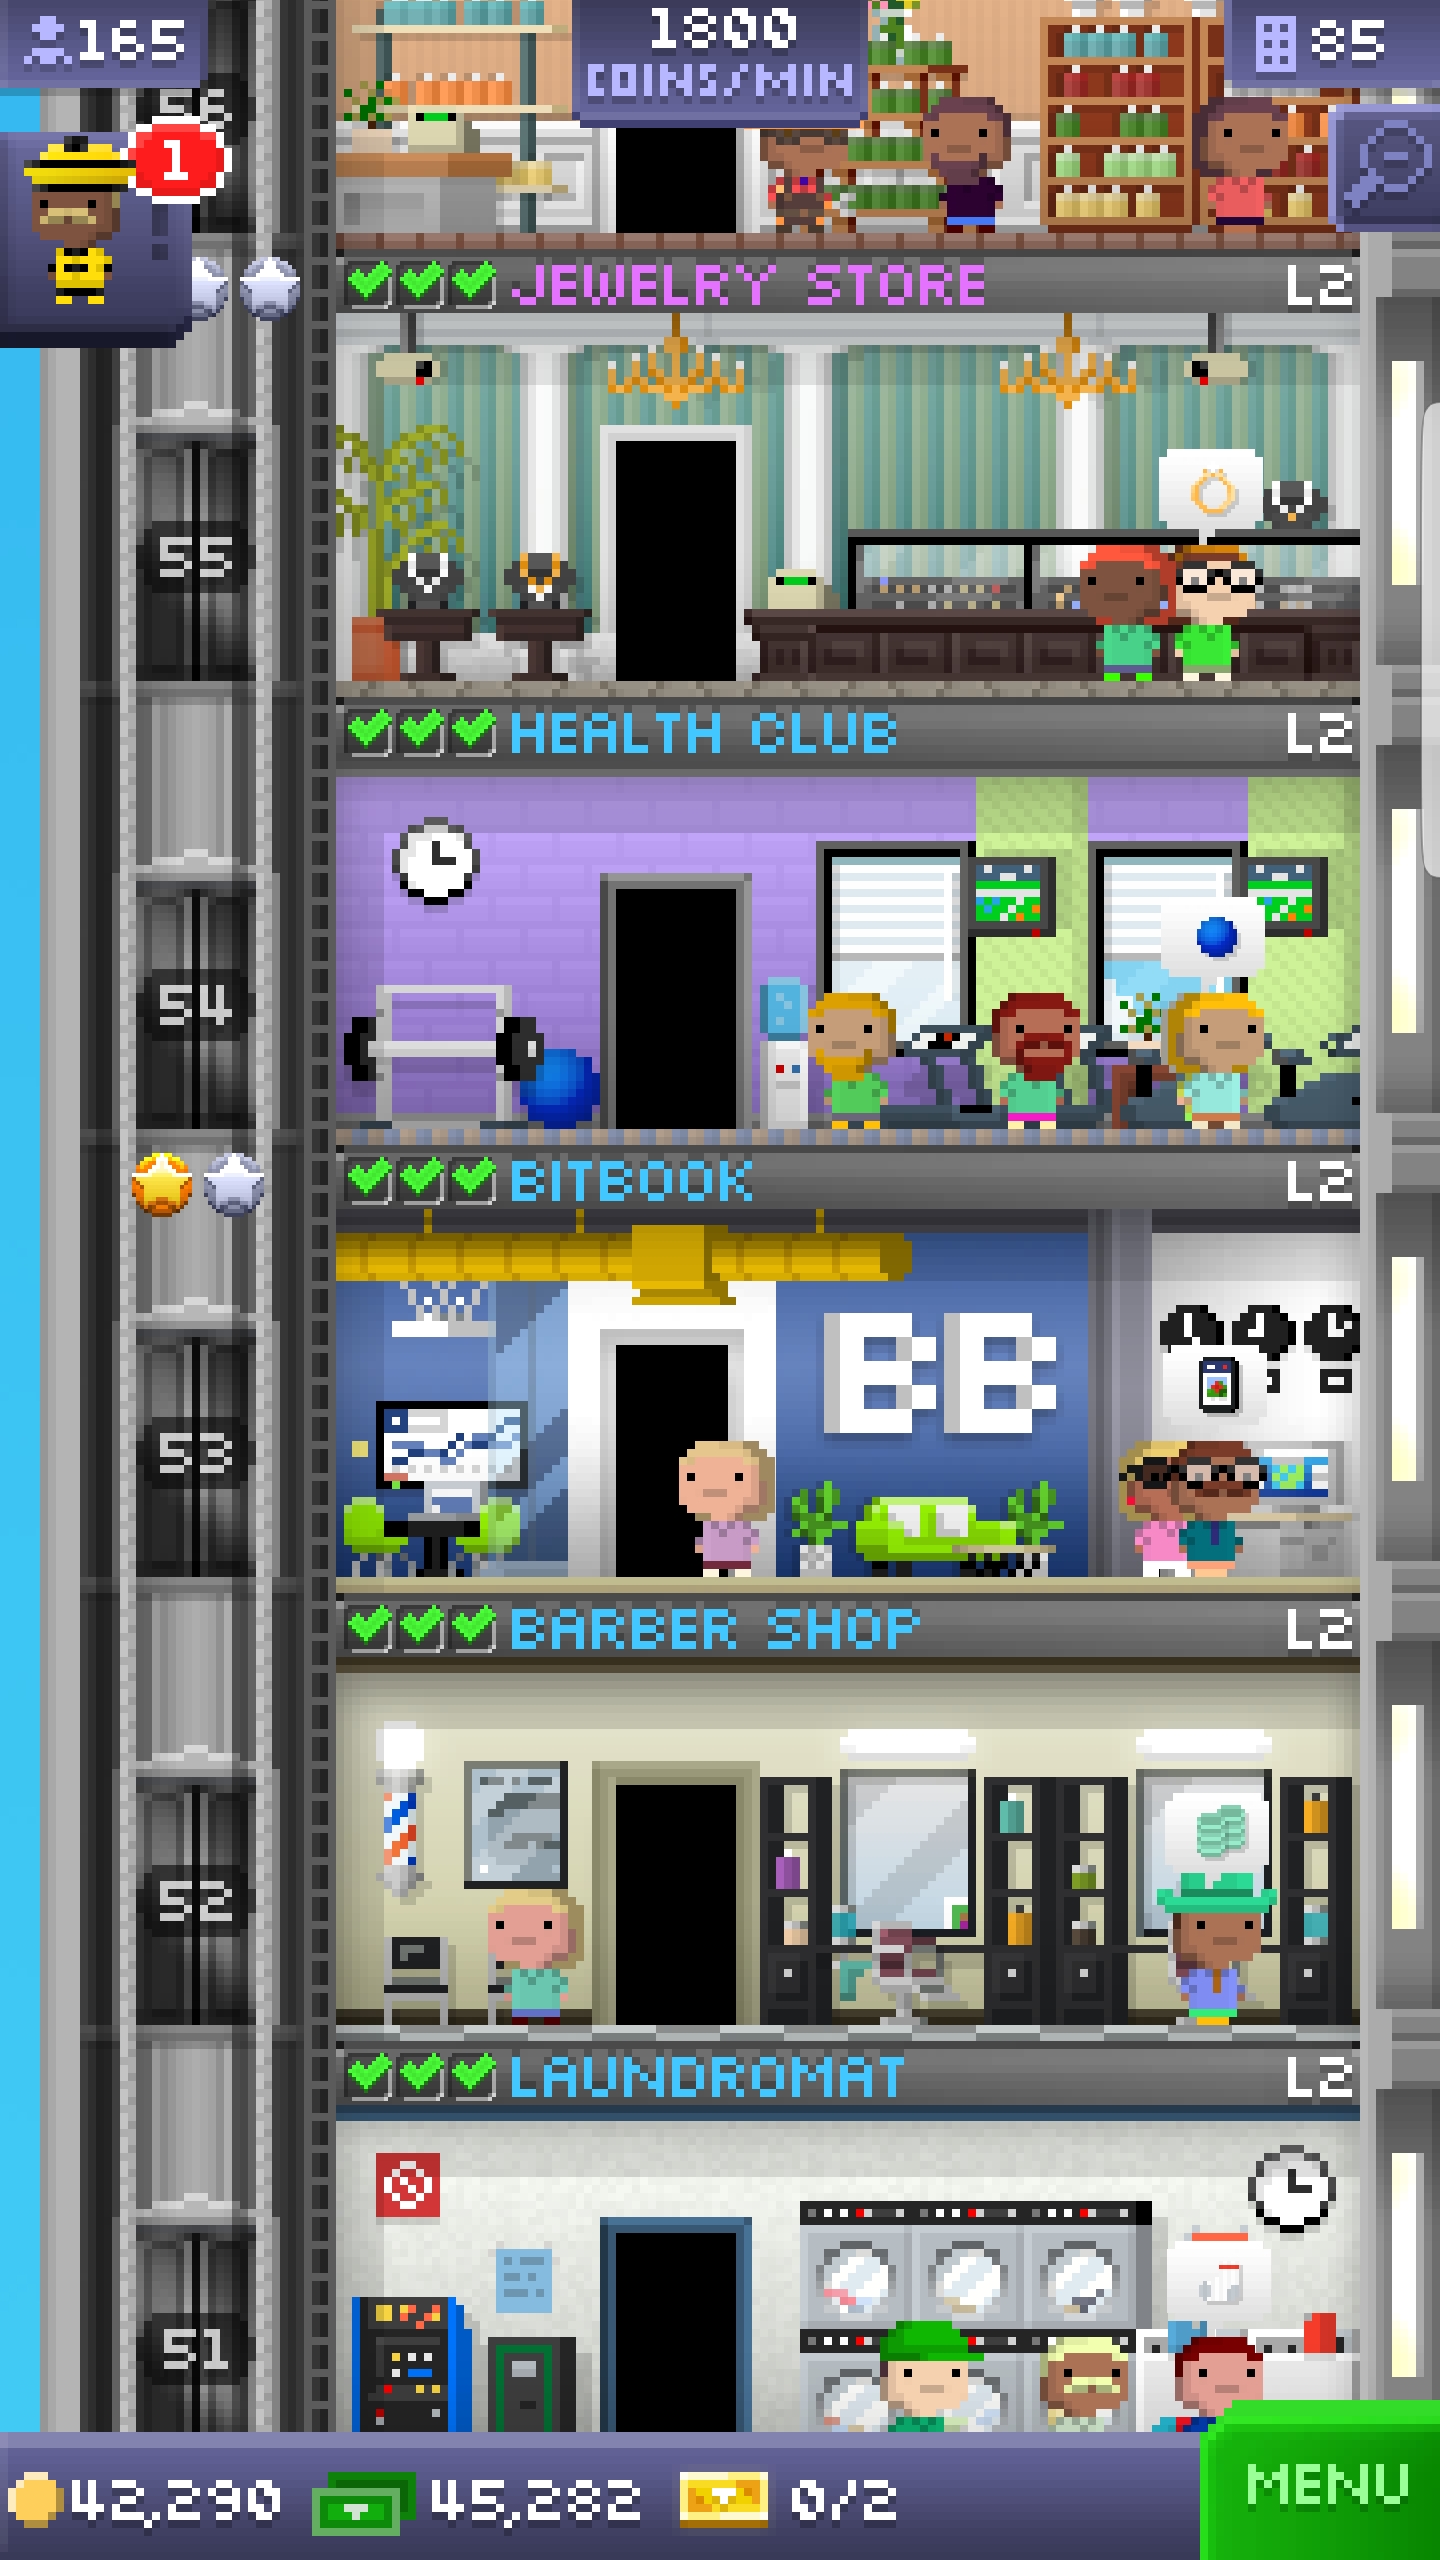 165
1800
COINS/MIN
85
56
1
JEWELRY STORE L2
55
HEALTH CLUB L2
54
BITBOOK L2
BB
53
BARBER SHOP L2
52
LAUNDROMAT L2
51
42,290 45,282 0/2 MENU